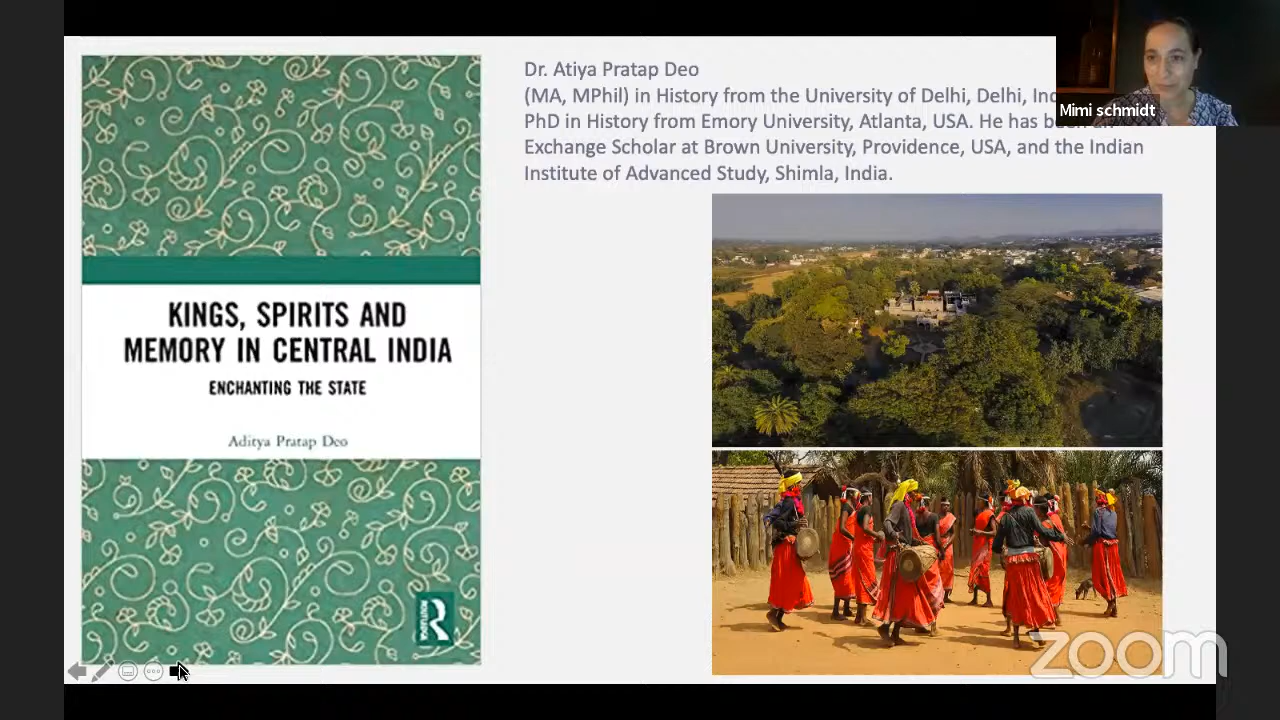 Dr. Atiya Pratap Deo
(MA, MPhil) in History from the University of Delhi, Delhi,
PhD in History from Emory University, Atlanta, USA. He has
Exchange Scholar at Brown University, Providence, USA, and the Indian
Institute of Advanced Study, Shimla, India.
Mimi schmidt
KINGS, SPIRITS AND
MEMORY IN CENTRAL INDIA
ENCHANTING THE STATE
Aditya Pratap Deo
ROUTLEDGE
zoom